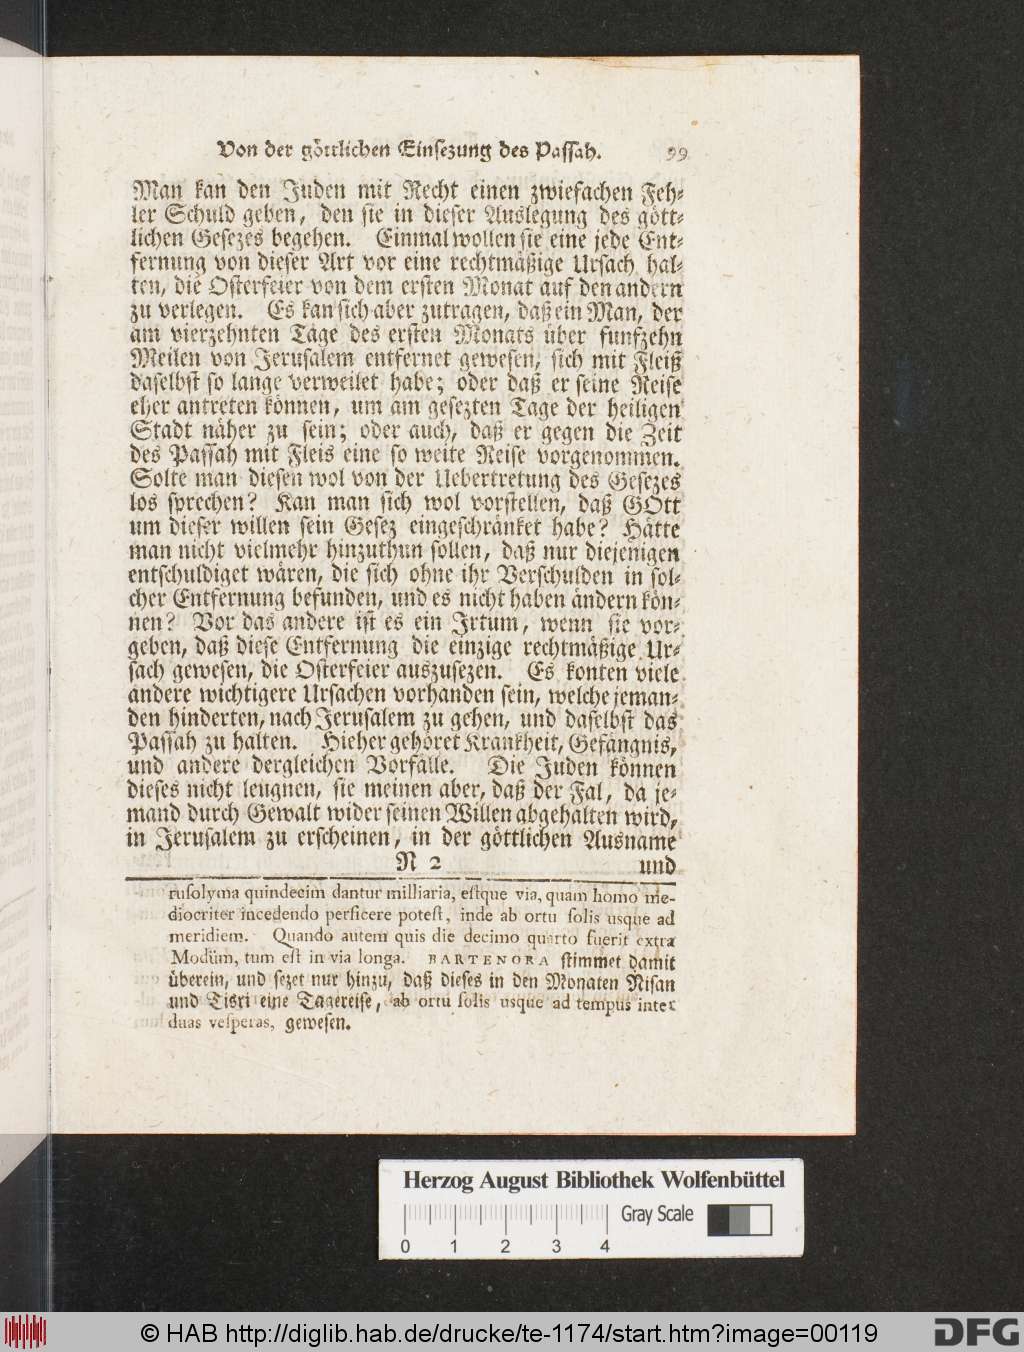 Von der göttlichen Einsezung des Passah. 99
Man kan den Juden mit Recht einen zwiefachen Feh-
ler Schuld geben, den sie in dieser Auslegung des gött-
lichen Gesezes begehen. Einmal wollen sie eine jede Ent-
fernung von dieser Art vor eine rechtmäßige Ursach hal-
ten, die Osterfeier von dem ersten Monat auf den andern
zu verlegen. Es kan sich aber zutragen, daß ein Man, der
am vierzehnten Tage des ersten Monats über funfzehn
Meilen von Jerusalem entfernet gewesen, sich mit Fleiß
daselbst so lange verweilet habe; oder daß er seine Reise
eher antreten können, um am gesezten Tage der heiligen
Stadt näher zu sein; oder auch, daß er gegen die Zeit
des Passah mit Fleis eine so weite Reise vorgenommen.
Solte man diesen wol von der Uebertretung des Gesezes
los sprechen? Kan man sich wol vorstellen, daß GOtt
um dieser willen sein Gesez eingeschränket habe? Hätte
man nicht vielmehr hinzuthun sollen, daß nur diejenigen
entschuldiget wären, die sich ohne ihr Verschulden in sol-
cher Entfernung befunden, und es nicht haben ändern kön-
nen? Vor das andere ist es ein Irtum, wenn sie vor-
geben, daß diese Entfernung die einzige rechtmäßige Ur-
sach gewesen, die Osterfeier auszusezen. Es konten viele
andere wichtigere Ursachen vorhanden sein, welche jeman-
den hinderten, nach Jerusalem zu gehen, und daselbst das
Passah zu halten. Hieher gehöret Krankheit, Gefängnis,
und andere dergleichen Vorfälle. Die Juden können
dieses nicht leugnen, sie meinen aber, daß der Fal, da je-
mand durch Gewalt wider seinen Willen abgehalten wird,
in Jerusalem zu erscheinen, in der göttlichen Ausname
N 2 und
rusolyma quindecim dantur milliaria, estque via, quam homo me-
diocriter incedendo perficere potest, inde ab ortu solis usque ad
meridiem. Quando autem quis die decimo quarto fuerit extra
Modiim, tum est in via longa. BARTENORA stimmet damit
überein, und sezet nur hinzu, daß dieses in den Monaten Nisan
und Tisri eine Tagereise, ab ortu solis usque ad tempus inter
duas vesperas, gewesen.
Herzog August Bibliothek Wolfenbüttel
Gray Scale
0 1 2 3 4
© HAB http://diglib.hab.de/drucke/te-1174/start.htm?image=00119
DFG